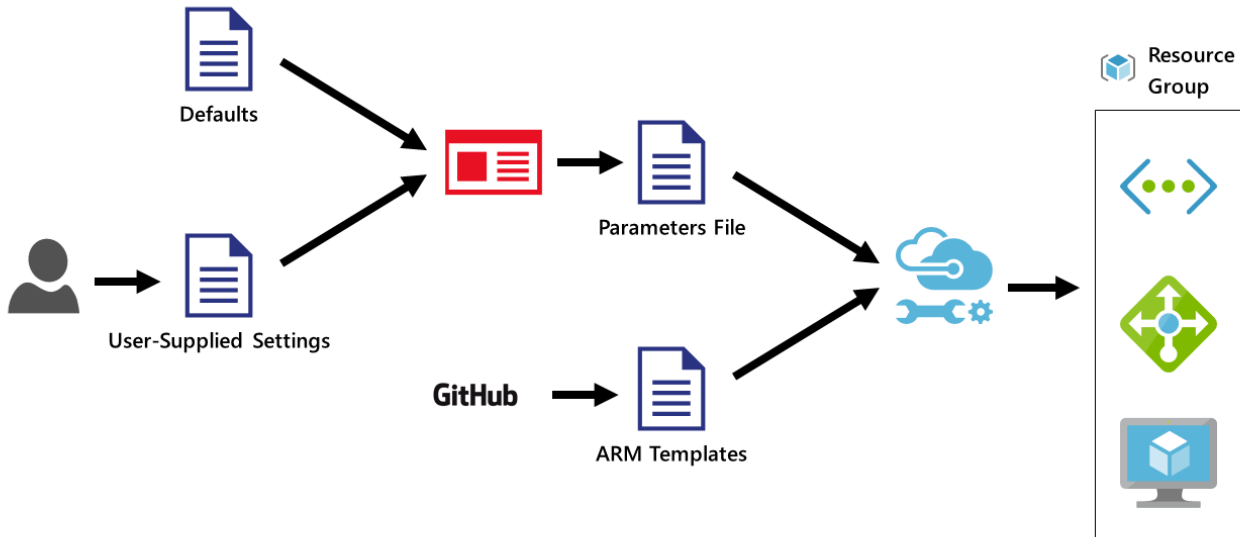 Defaults
Resource
Group
Parameters File
User-Supplied Settings
GitHub
ARM Templates